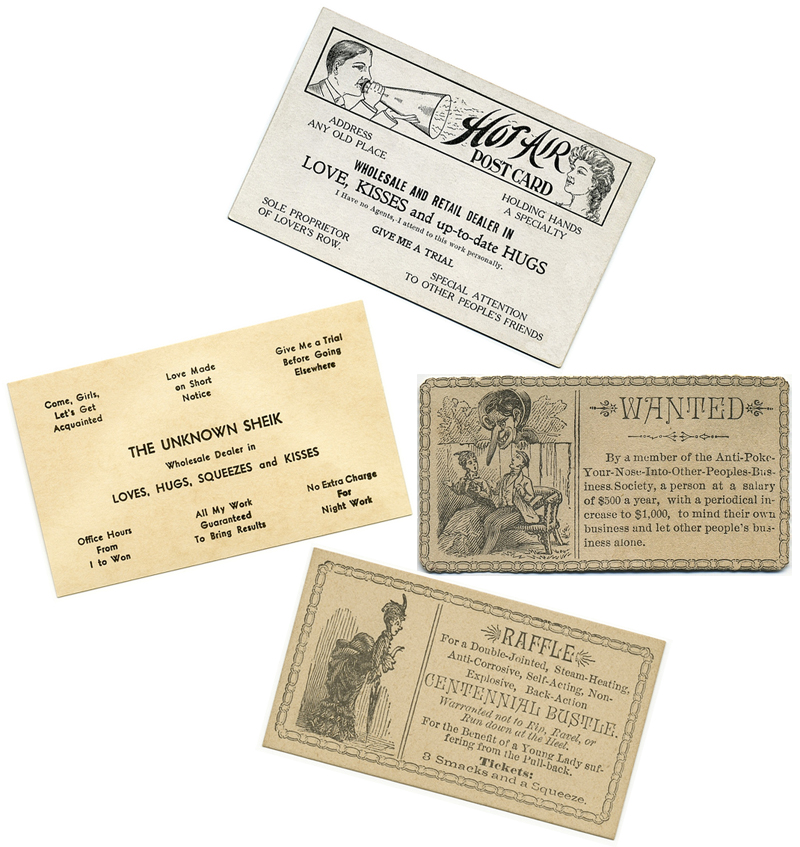 HOT AIR
POST CARD
ADDRESS
ANY OLD PLACE
HOLDING HANDS
A SPECIALTY
WHOLESALE AND RETAIL DEALER IN
LOVE, KISSES and up-to-date HUGS
I Have no Agents, I attend to this work personally.
GIVE ME A TRIAL
SOLE PROPRIETOR
OF LOVER'S ROW.
SPECIAL ATTENTION
TO OTHER PEOPLE'S FRIENDS
Come, Girls,
Let's Get
Acquainted
Love Made
on Short
Notice
Give Me a Trial
Before Going
Elsewhere
THE UNKNOWN SHEIK
Wholesale Dealer in
LOVES, HUGS, SQUEEZES and KISSES
Office Hours
From
1 to Won
All My Work
Guaranteed
To Bring Results
No Extra Charge
For
Night Work
WANTED
By a member of the Anti-Poke-
Your-Nose-Into-Other-Peoples-Bus-
iness Society, a person at a salary
of $500 a year, with a periodical in-
crease to $1,000, to mind their own
business and let other people's bus-
iness alone.
RAFFLE
For a Double-Jointed, Steam-Heating,
Anti-Corrosive, Self-Acting, Non-
Explosive, Back-Action
CENTENNIAL BUSTLE.
Warranted not to Rip, Ravel, or
Run down at the Heel.
For the Benefit of a Young Lady suf-
fering from the Pull-back.
Tickets:
3 Smacks and a Squeeze.